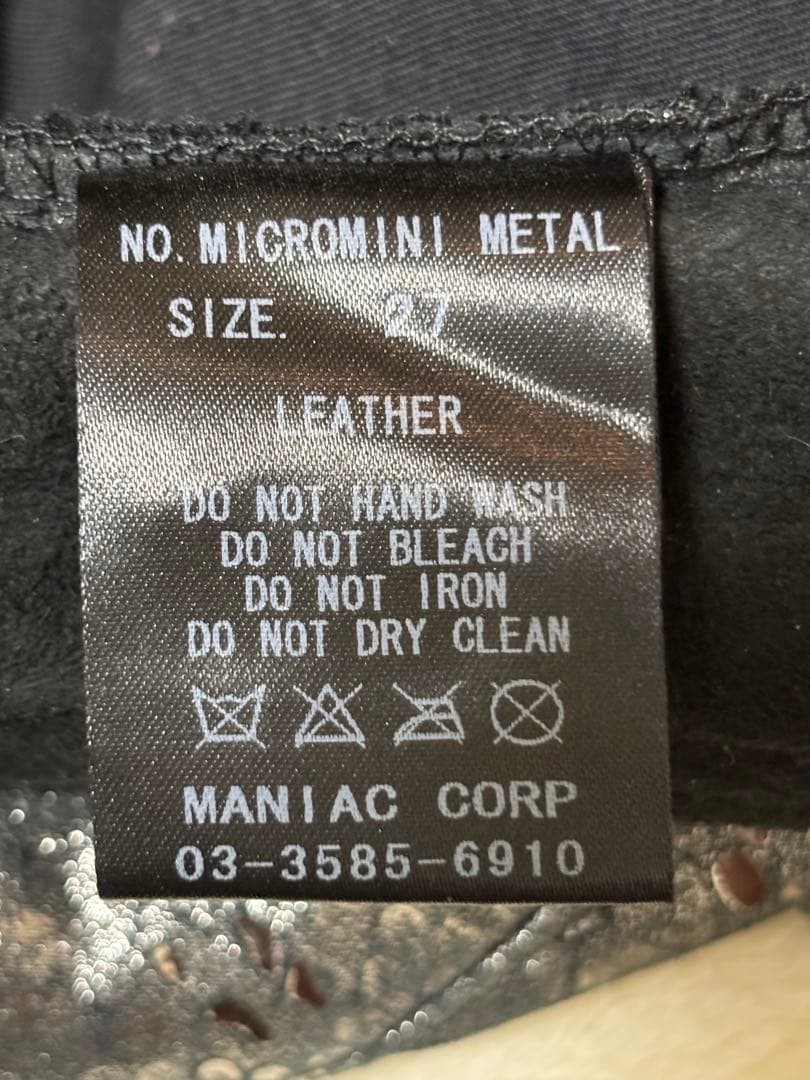 NO. MICROMINI METAL
SIZE. 27
LEATHER
DO NOT HAND WASH
DO NOT BLEACH
DO NOT IRON
DO NOT DRY CLEAN
MANIAC CORP
03-3585-6910